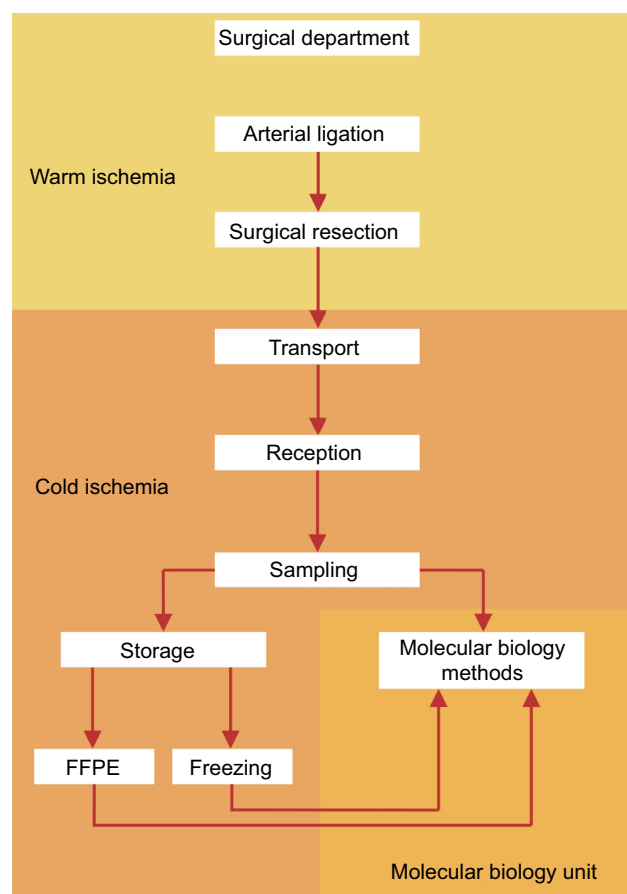 Surgical department
Arterial ligation
Warm ischemia
Surgical resection
Transport
Reception
Cold ischemia
Sampling
Storage
Molecular biology
methods
FFPE
Freezing
Molecular biology unit